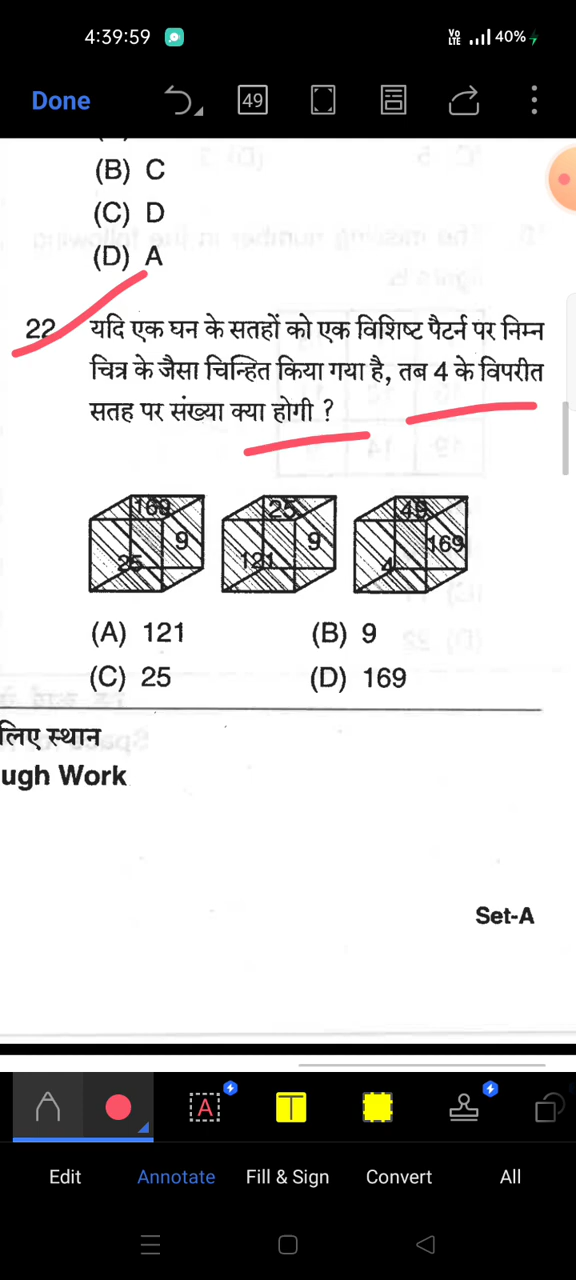 4:39:59
Vo LTE 40%
Done
49
(B) C
(C) D
(D) A
22 यदि एक घन के सतहों को एक विशिष्ट पैटर्न पर निम्न
चित्र के जैसा चिन्हित किया गया है, तब 4 के विपरीत
सतह पर संख्या क्या होगी ?
169 25 49
9 9 169
25 121 4
(A) 121 (B) 9
(C) 25 (D) 169
लिए स्थान
ugh Work
Set-A
A T
Edit Annotate Fill & Sign Convert All